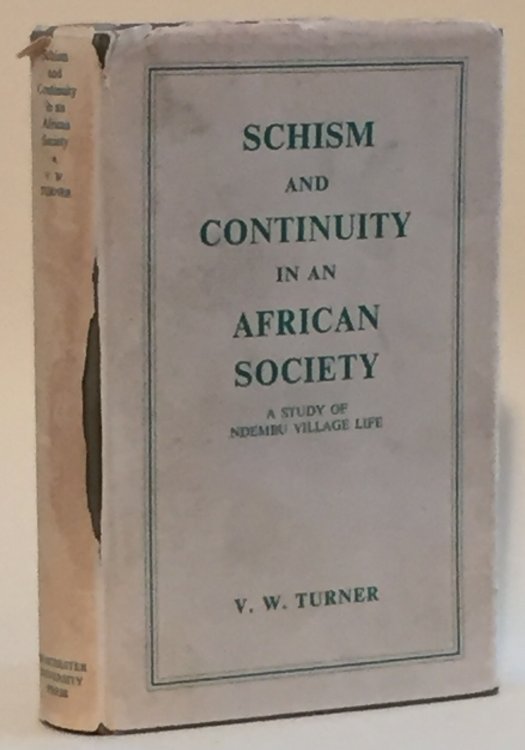 Schism
and
Continuity
in an
African
Society
V. W.
TURNER
MANCHESTER
UNIVERSITY
PRESS
SCHISM
AND
CONTINUITY
IN AN
AFRICAN
SOCIETY
A STUDY OF
NDEMBU VILLAGE LIFE
V. W. TURNER